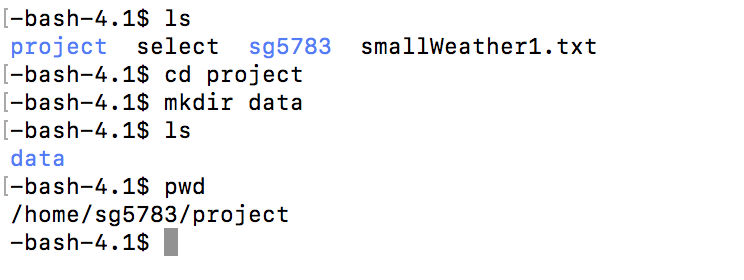 [-bash-4.1$ ls
project  select  sg5783  smallWeather1.txt
[-bash-4.1$ cd project
[-bash-4.1$ mkdir data
[-bash-4.1$ ls
data
[-bash-4.1$ pwd
/home/sg5783/project
-bash-4.1$